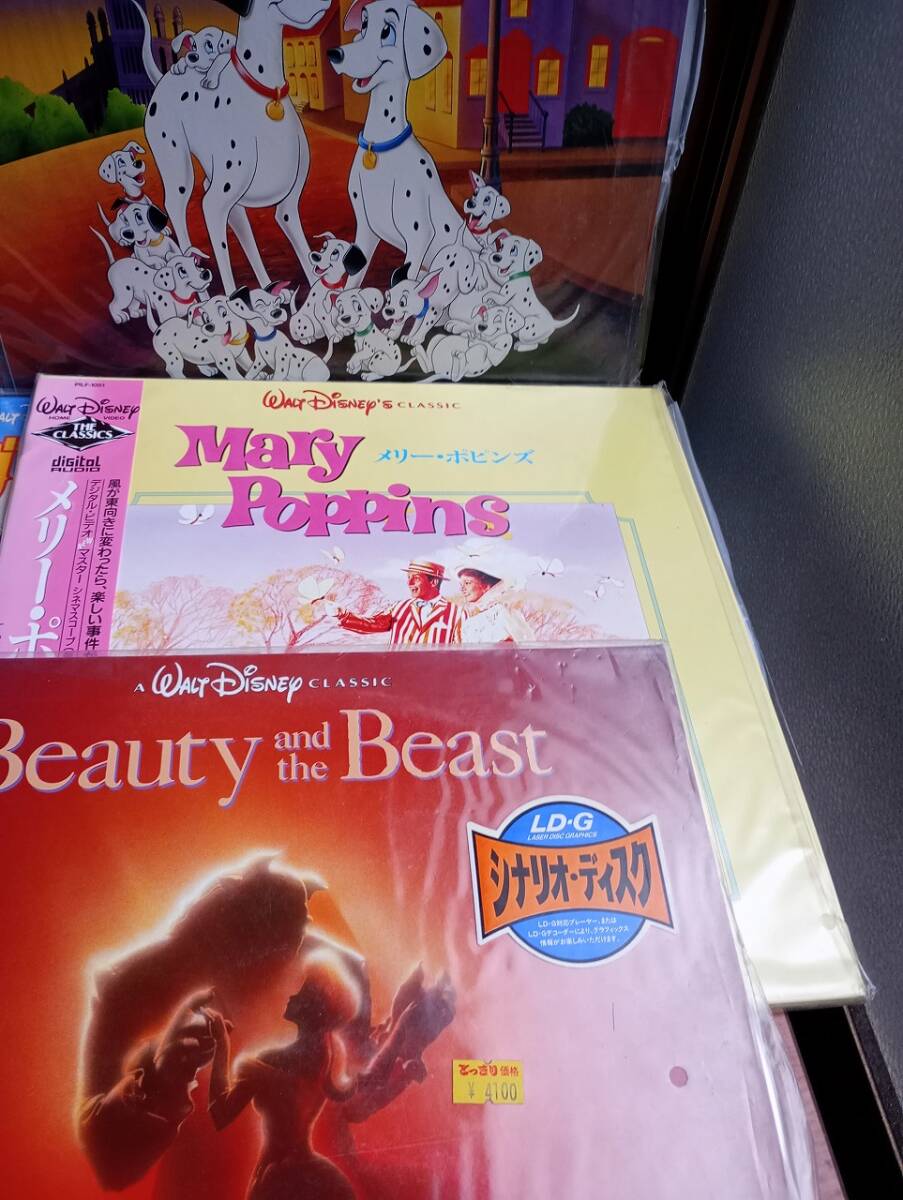 PILF-1051
WALT DISNEY
HOME VIDEO
THE CLASSICS
digital AUDIO
メリー・ポ
風が東向きに変わったら、楽しい事件が
デジタル・ビデオ マスター シネマスコープ
WALT DISNEY'S CLASSIC
Mary Poppins
メリー・ポピンズ
WALT
A WALT DISNEY CLASSIC
Beauty and the Beast
LD·G
LASER DISC GRAPHICS
シナリオ・ディスク
LD-G対応プレーヤー、または
LD-Gデコーダーにより、グラフィックス
情報がお楽しみいただけます。
こっきり価格
¥ 4100